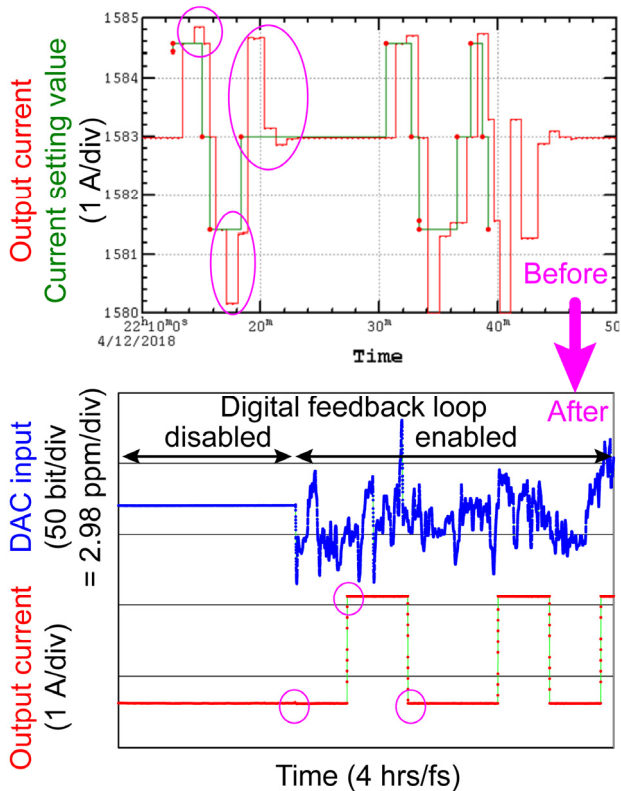 Output current
Current setting value
(1 A/div)
1585
1584
1583
1582
1581
1580
22ʰ10ᵐ0ˢ
4/12/2018
20ᵐ
30ᵐ
40ᵐ
50
Time
Before
After
Digital feedback loop
disabled
enabled
DAC input
(50 bit/div
= 2.98 ppm/div)
Output current
(1 A/div)
Time (4 hrs/fs)